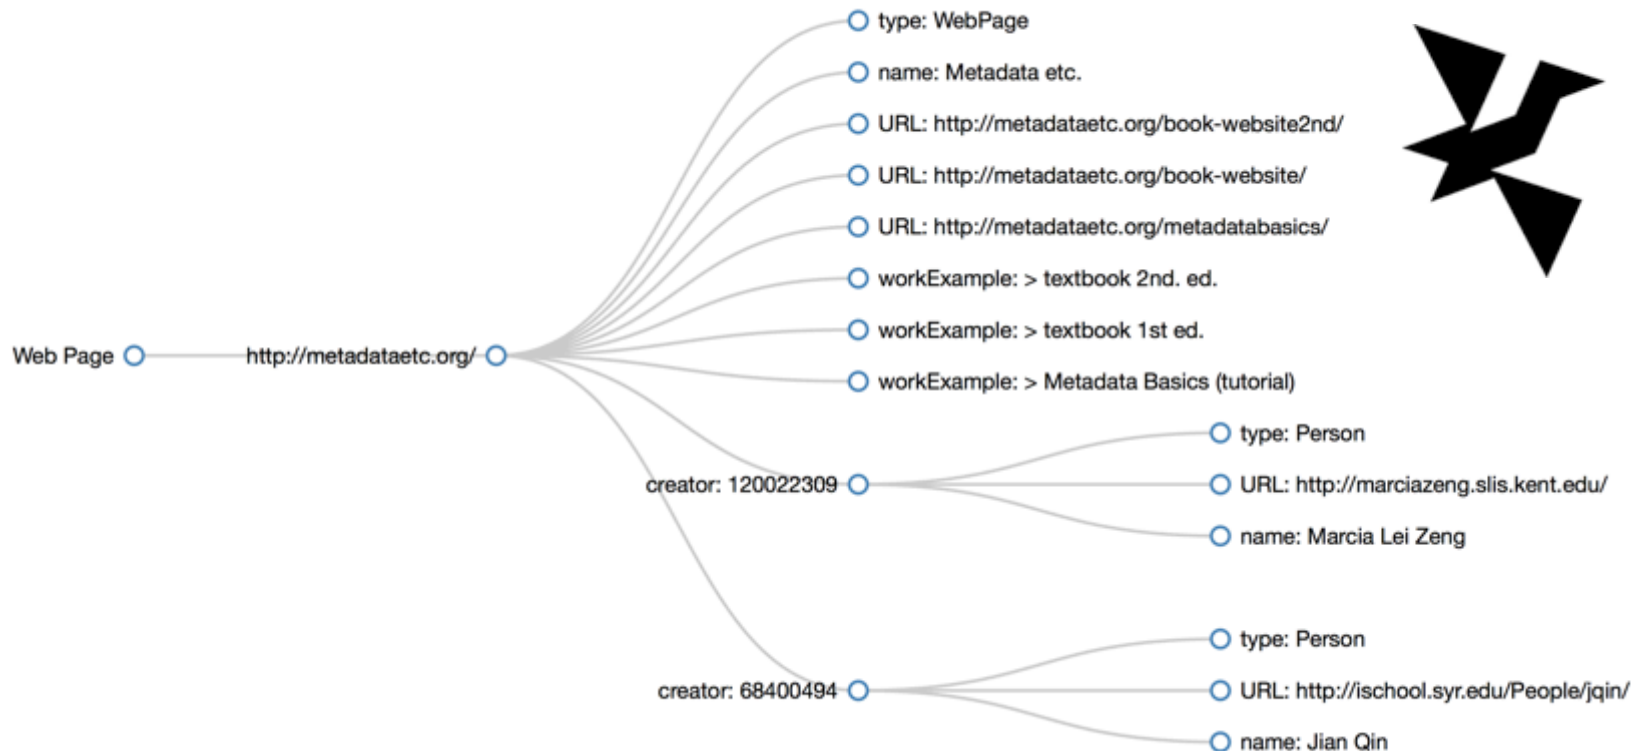 type: WebPage
name: Metadata etc.
URL: http://metadataetc.org/book-website2nd/
URL: http://metadataetc.org/book-website/
URL: http://metadataetc.org/metadatabasics/
workExample: > textbook 2nd. ed.
workExample: > textbook 1st ed.
Web Page
http://metadataetc.org/
workExample: > Metadata Basics (tutorial)
type: Person
creator: 120022309
URL: http://marciazeng.slis.kent.edu/
name: Marcia Lei Zeng
type: Person
creator: 68400494
URL: http://ischool.syr.edu/People/jqin/
name: Jian Qin